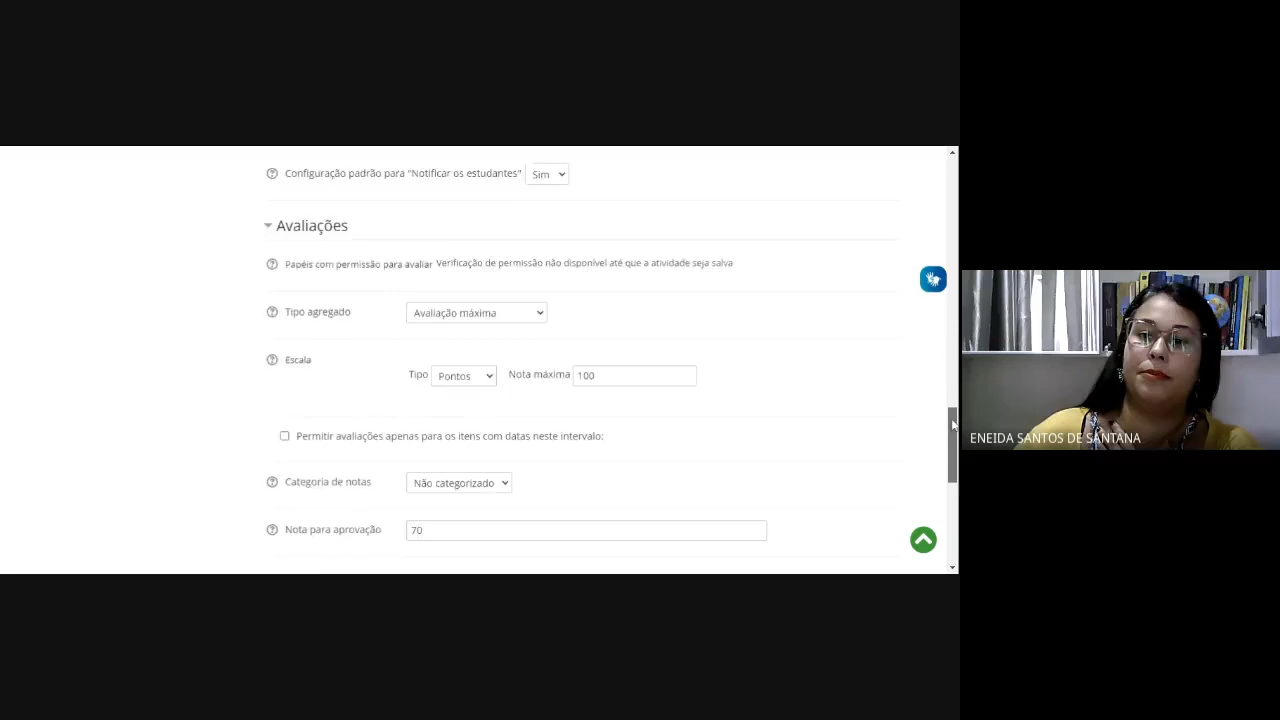 Configuração padrão para "Notificar os estudantes" Sim
Avaliações
Papéis com permissão para avaliar Verificação de permissão não disponível até que a atividade seja salva
Tipo agregado Avaliação máxima
Escala
Tipo Pontos Nota máxima 100
Permitir avaliações apenas para os itens com datas neste intervalo:
Categoria de notas Não categorizado
Nota para aprovação 70
ENEIDA SANTOS DE SANTANA